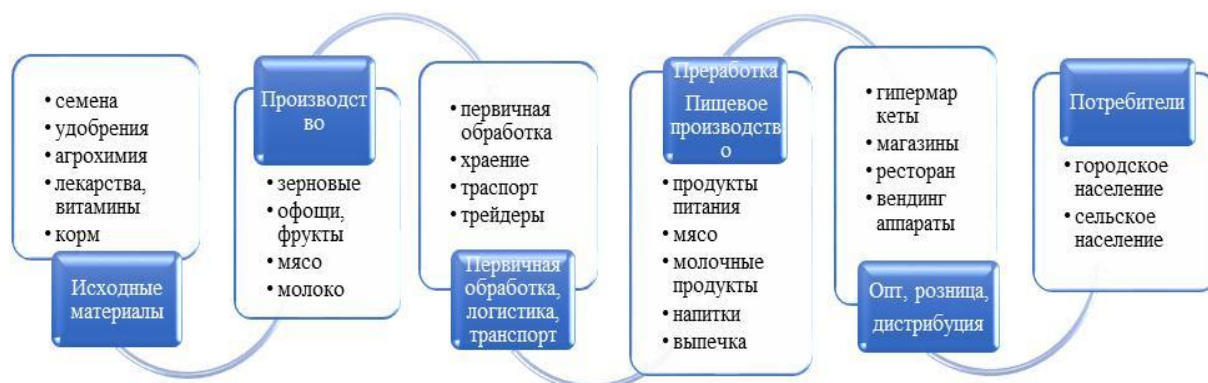 • семена
• удобрения
• агрохимия
• лекарства,
витамины
• корм
Исходные
материалы
Производст
во
• зерновые
• офощи,
фрукты
• мясо
• молоко
• первичная
обработка
• храение
• траспорт
• трейдеры
Первичная
обработка,
логистика,
транспорт
Преработка
Пищевое
производств
о
• продукты
питания
• мясо
• молочные
продукты
• напитки
• выпечка
• гипермар
кеты
• магазины
• ресторан
• вендинг
аппараты
Опт, розница,
дистрибуция
Потребители
• городское
население
• сельское
население